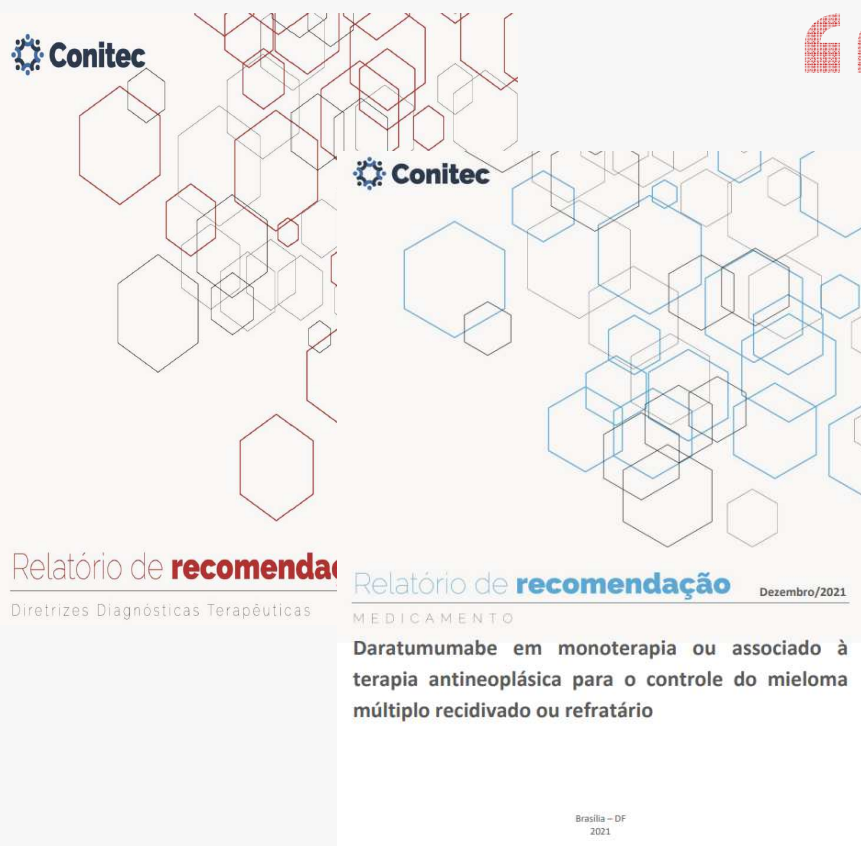 Conitec
Relatório de recomenda
Diretrizes Diagnósticas Terapêuticas
Conitec
Relatório de recomendação
Dezembro/2021
MEDICAMENTO
Daratumumabe em monoterapia ou associado à
terapia antineoplásica para o controle do mieloma
múltiplo recidivado ou refratário
Brasília – DF
2021